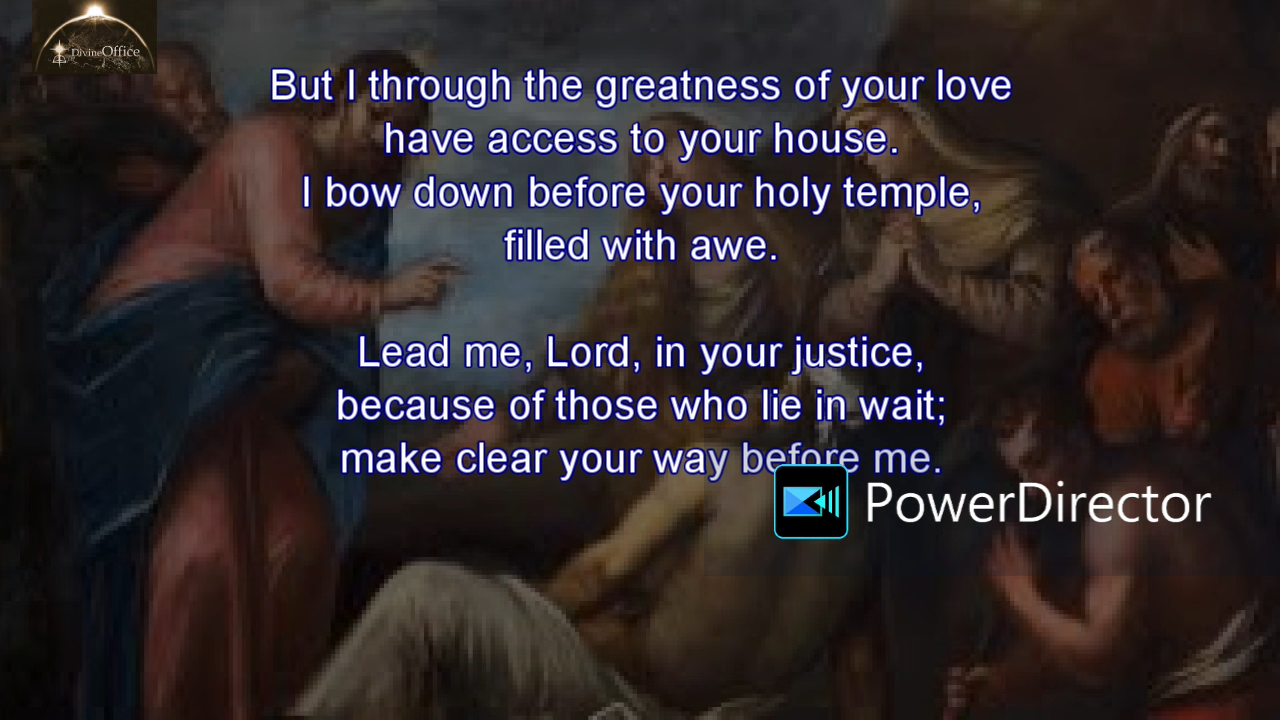 DivineOffice
But I through the greatness of your love
have access to your house.
I bow down before your holy temple,
filled with awe.
Lead me, Lord, in your justice,
because of those who lie in wait;
make clear your way before me.
PowerDirector